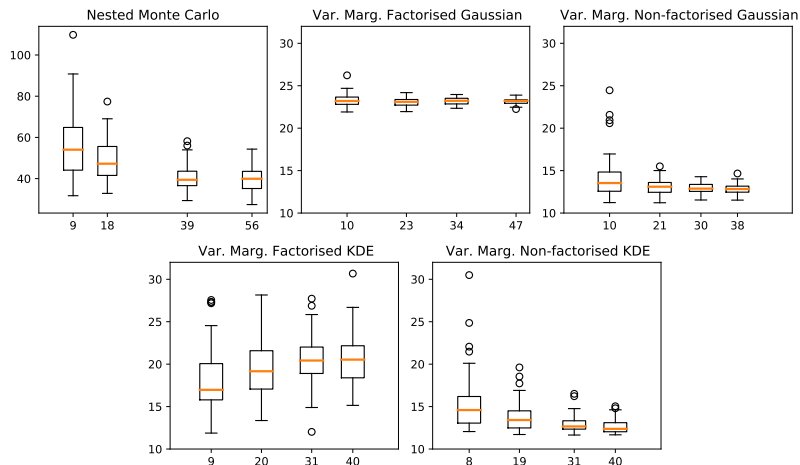 Nested Monte Carlo
Var. Marg. Factorised Gaussian
Var. Marg. Non-factorised Gaussian
100
80
60
40
9 18 39 56
30
25
20
15
10
10 23 34 47
30
25
20
15
10
10 21 30 38
Var. Marg. Factorised KDE
Var. Marg. Non-factorised KDE
30
25
20
15
10
9 20 31 40
30
25
20
15
10
8 19 31 40